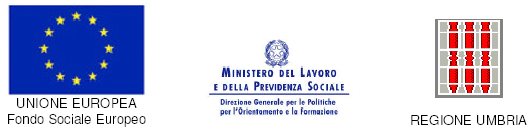 UNIONE EUROPEA
Fondo Sociale Europeo
MINISTERO DEL LAVORO
E DELLA PREVIDENZA SOCIALE
Direzione Generale per le Politiche
per l'Orientamento e la Formazione
REGIONE UMBRIA